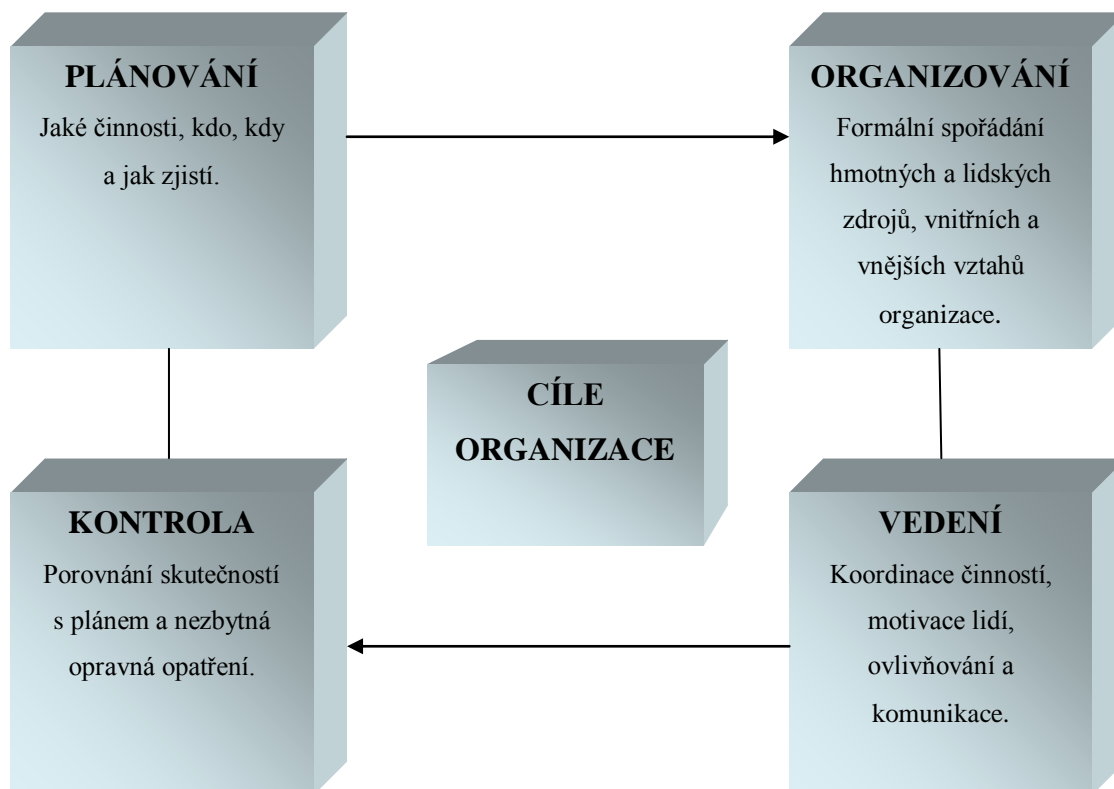 PLÁNOVÁNÍ
Jaké činnosti, kdo, kdy
a jak zjistí.
ORGANIZOVÁNÍ
Formální spořádání
hmotných a lidských
zdrojů, vnitřních a
vnějších vztahů
organizace.
CÍLE
ORGANIZACE
KONTROLA
Porovnání skutečností
s plánem a nezbytná
opravná opatření.
VEDENÍ
Koordinace činností,
motivace lidí,
ovlivňování a
komunikace.